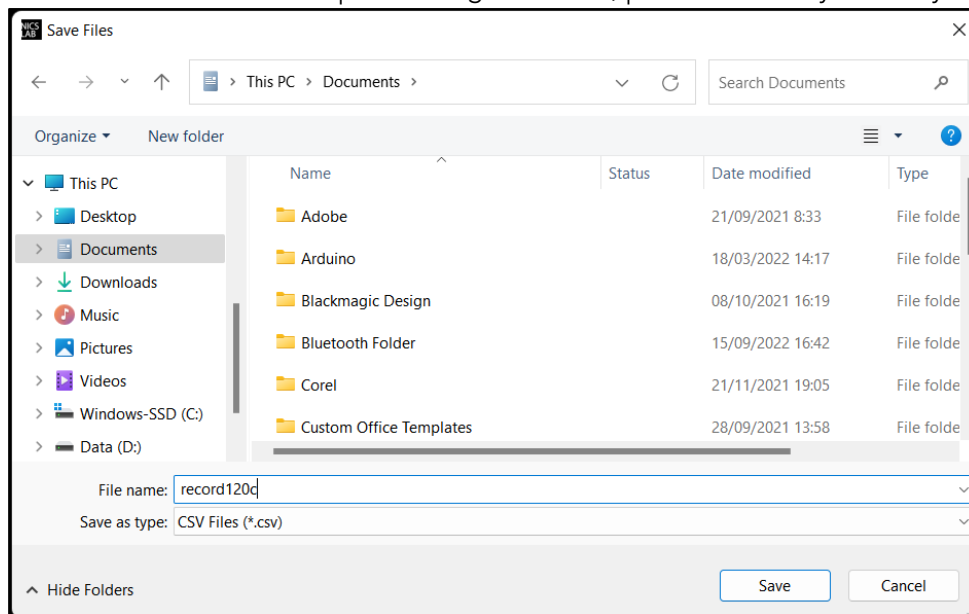 NICS LAB Save Files
This PC > Documents >
Search Documents
Organize
New folder
Name
Status
Date modified
Type
This PC
Desktop
Documents
Downloads
Music
Pictures
Videos
Windows-SSD (C:)
Data (D:)
Adobe 21/09/2021 8:33 File folde
Arduino 18/03/2022 14:17 File folde
Blackmagic Design 08/10/2021 16:19 File folde
Bluetooth Folder 15/09/2022 16:42 File folde
Corel 21/11/2021 19:05 File folde
Custom Office Templates 28/09/2021 13:58 File folde
File name: record120c
Save as type: CSV Files (*.csv)
Hide Folders
Save
Cancel